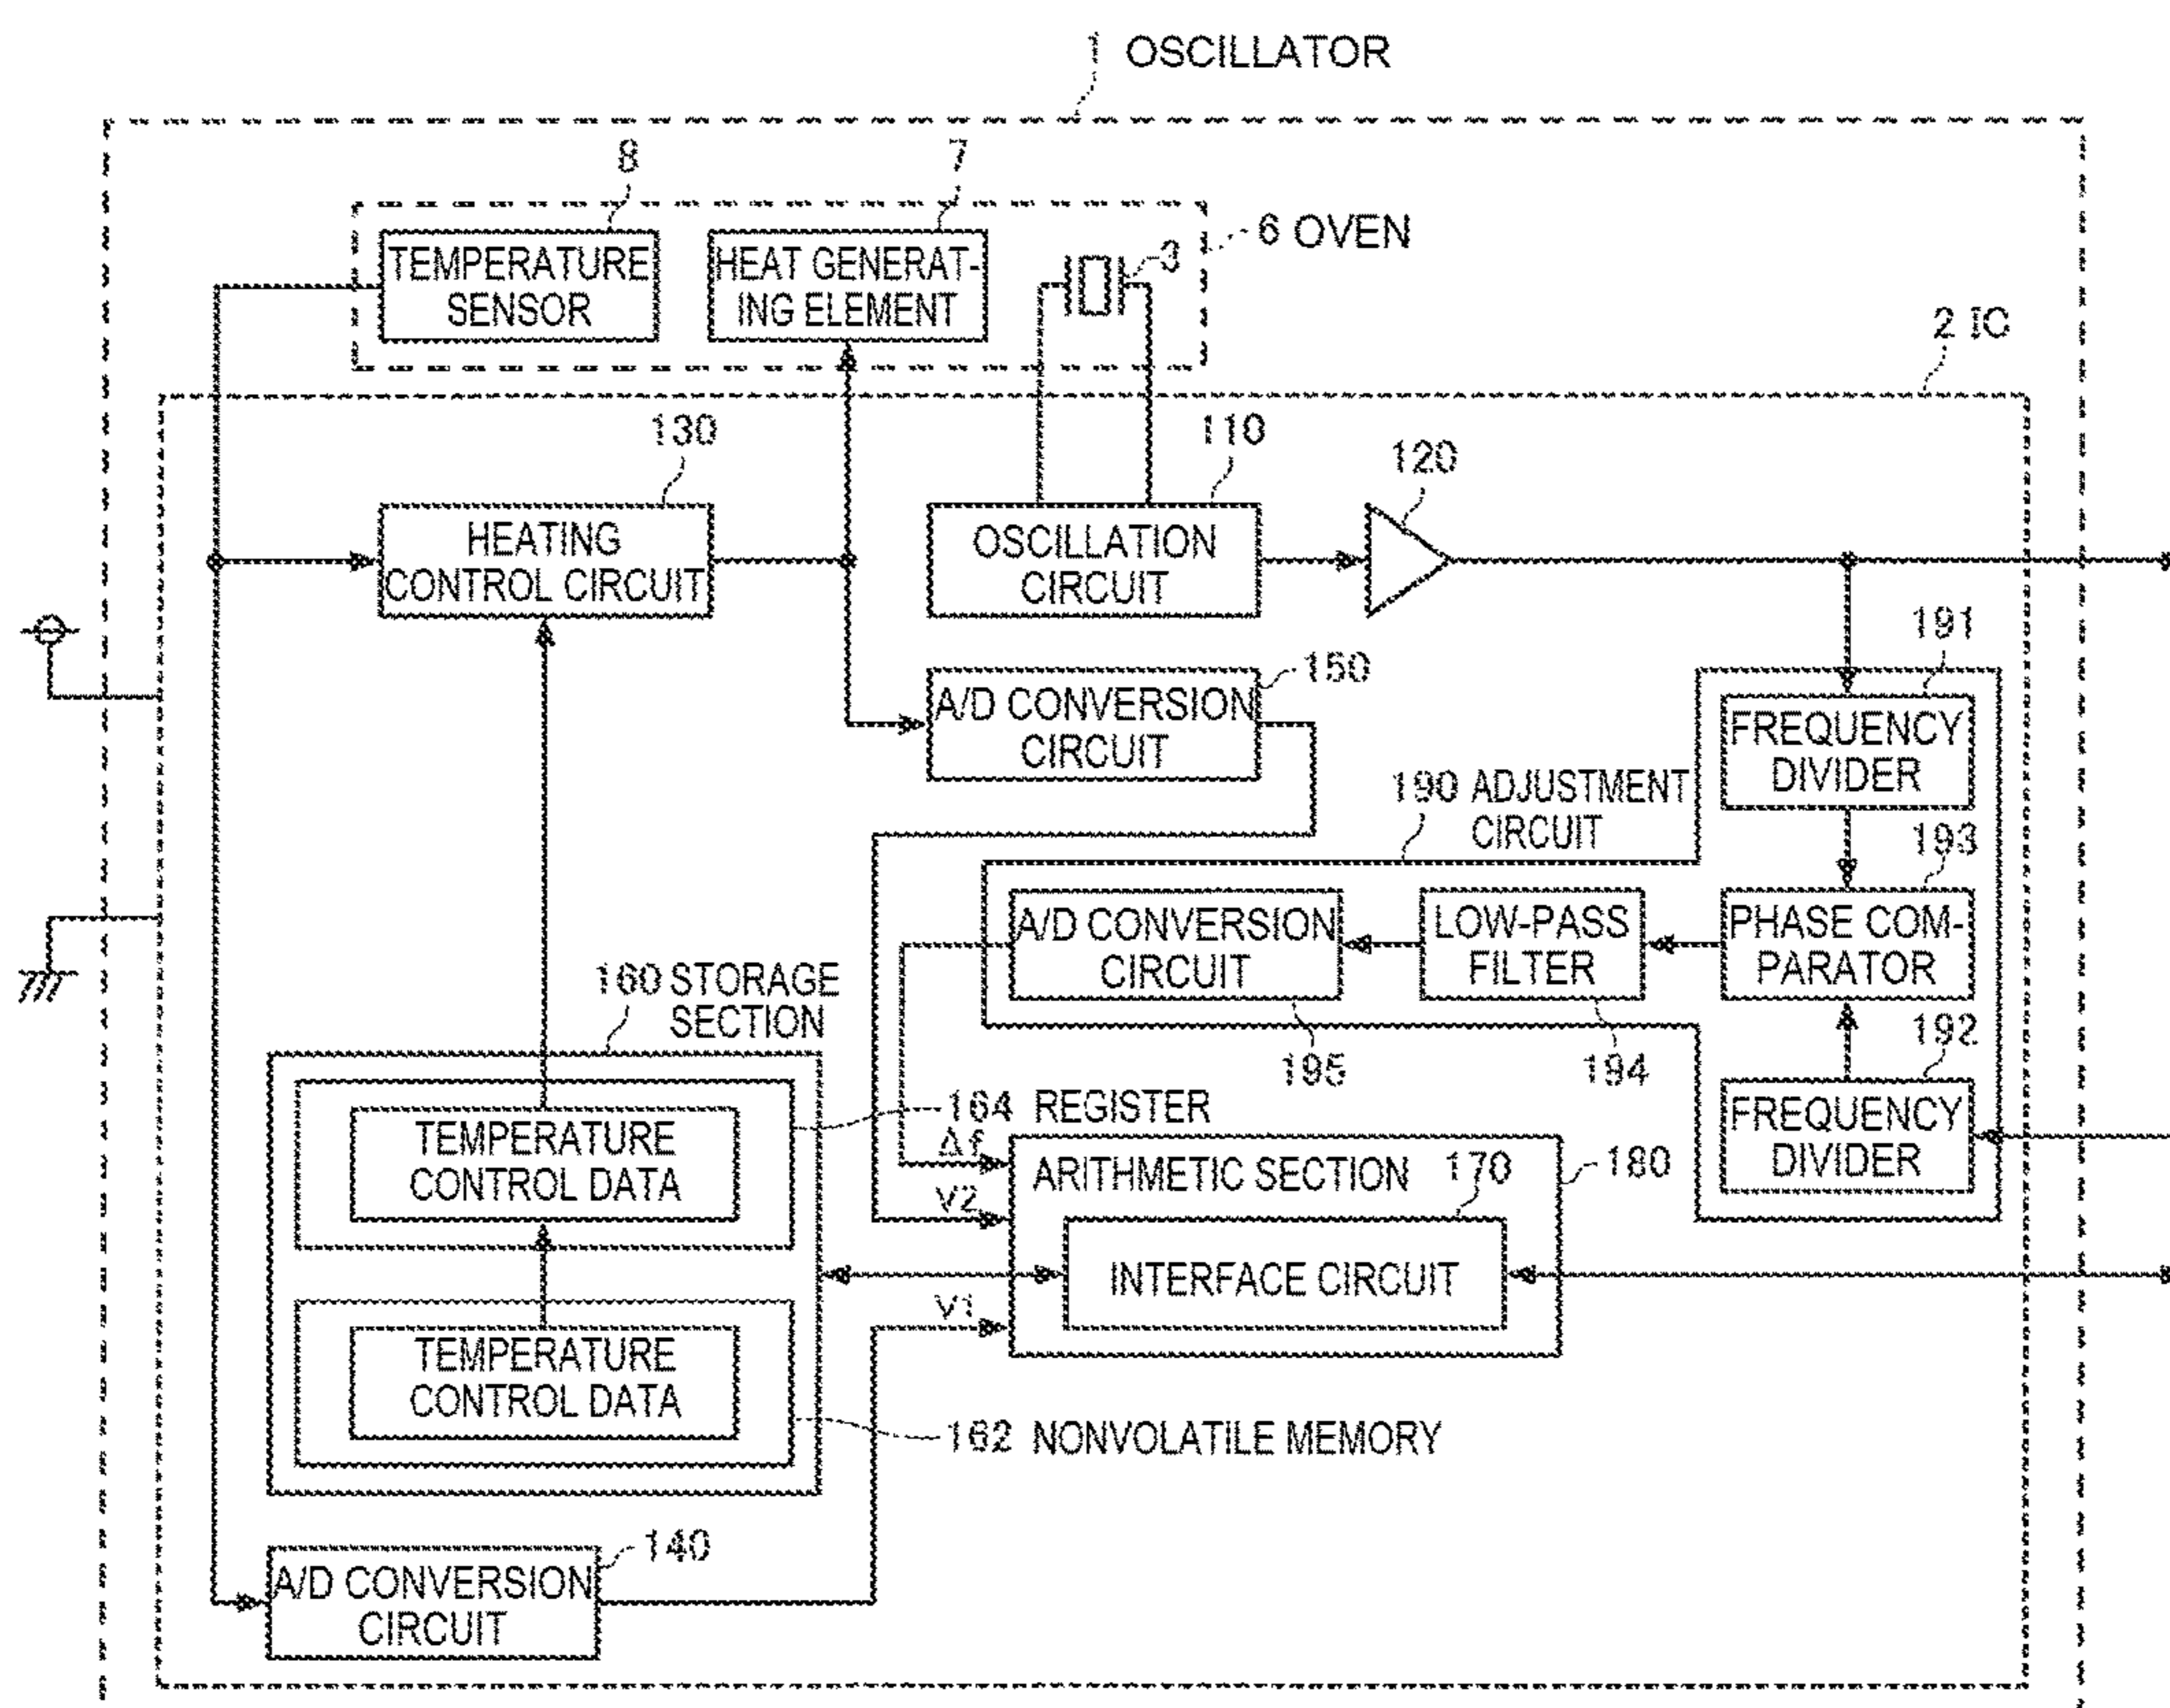 1 OSCILLATOR
8
7
TEMPERATURE
SENSOR
HEAT GENERAT-
ING ELEMENT
3
6 OVEN
2 IC
130
110
120
HEATING
CONTROL CIRCUIT
OSCILLATION
CIRCUIT
150
A/D CONVERSION
CIRCUIT
191
FREQUENCY
DIVIDER
190 ADJUSTMENT
CIRCUIT
193
A/D CONVERSION
CIRCUIT
LOW-PASS
FILTER
PHASE COM-
PARATOR
195
194
192
FREQUENCY
DIVIDER
160 STORAGE
SECTION
164 REGISTER
TEMPERATURE
CONTROL DATA
Δf
V2
V1
ARITHMETIC SECTION
170
180
INTERFACE CIRCUIT
TEMPERATURE
CONTROL DATA
162 NONVOLATILE MEMORY
140
A/D CONVERSION
CIRCUIT